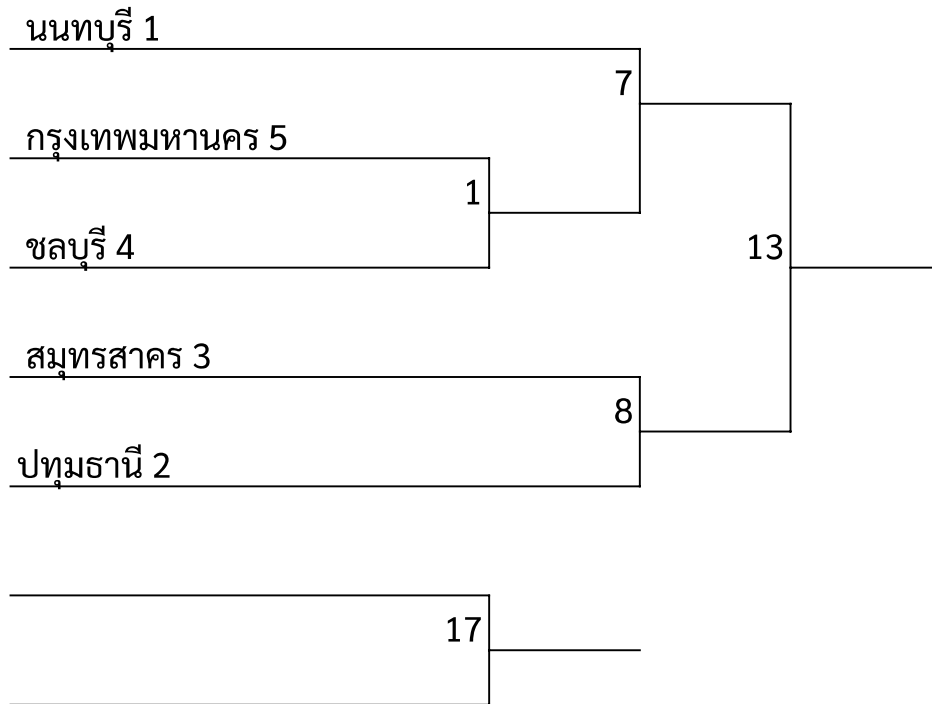 นนทบุรี 1
7
กรุงเทพมหานคร 5
1
ชลบุรี 4
13
สมุทรสาคร 3
8
ปทุมธานี 2
17